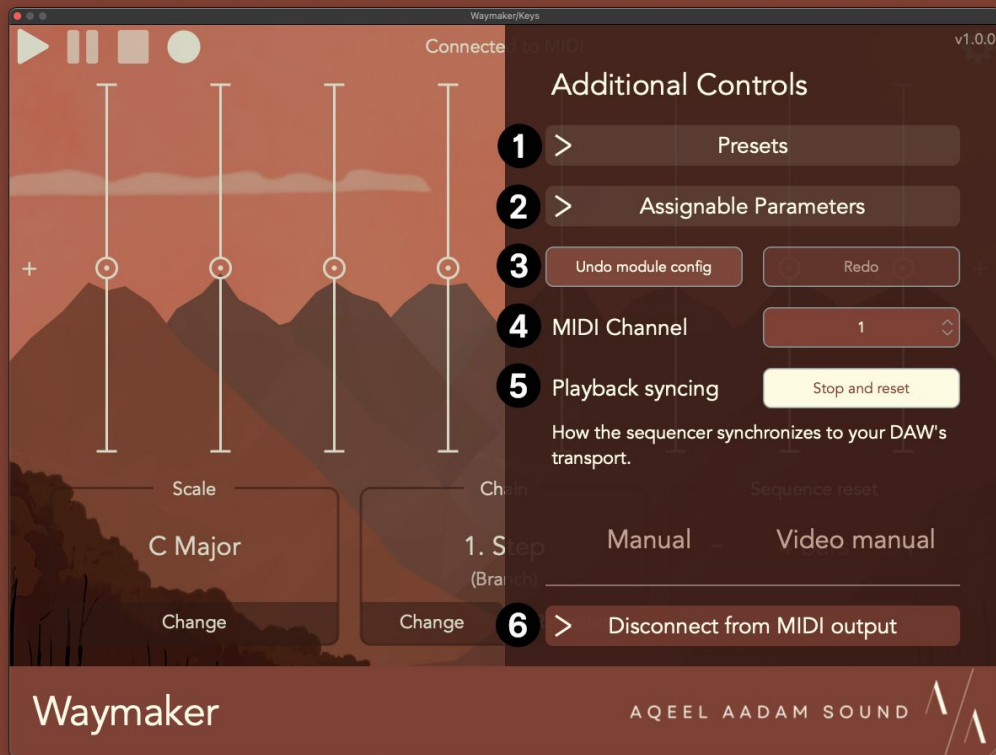 Waymaker/Keys
Connected to MIDI
v1.0.0
Additional Controls
1 > Presets
2 > Assignable Parameters
3 Undo module config Redo
4 MIDI Channel 1
5 Playback syncing Stop and reset
How the sequencer synchronizes to your DAW's
transport.
Scale
Chain
Sequence reset
C Major
1. Step
(Branch)
Manual Video manual
Change
Change
6 > Disconnect from MIDI output
Waymaker
AQEEL AADAM SOUND